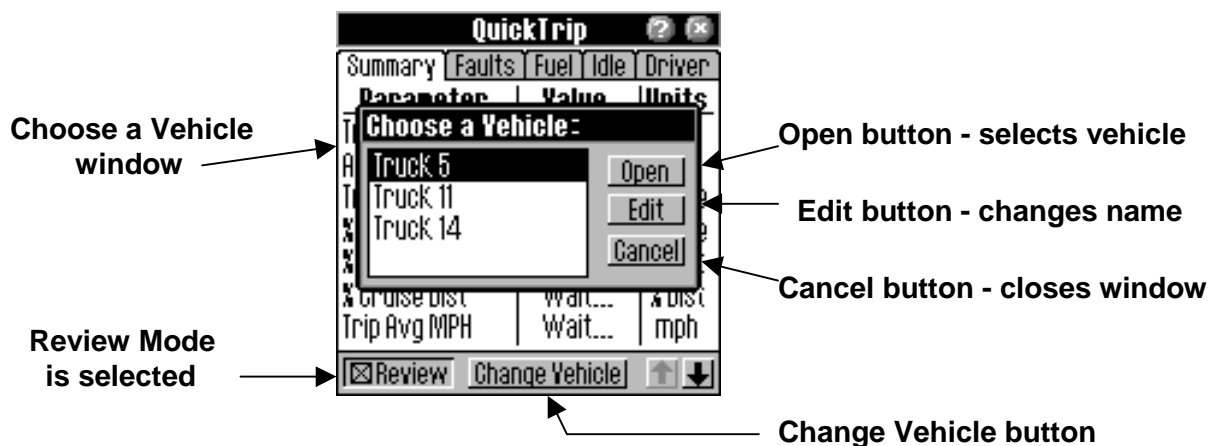 QuickTrip
Summary Faults Fuel Idle Driver
Parameter Value Units
Choose a Vehicle:
Truck 5
Truck 11
Truck 14
Open
Edit
Cancel
% Cruise Dist Wait... % Dist
Trip Avg MPH Wait... mph
Review Change Vehicle
Choose a Vehicle
window
Review Mode
is selected
Open button - selects vehicle
Edit button - changes name
Cancel button - closes window
Change Vehicle button